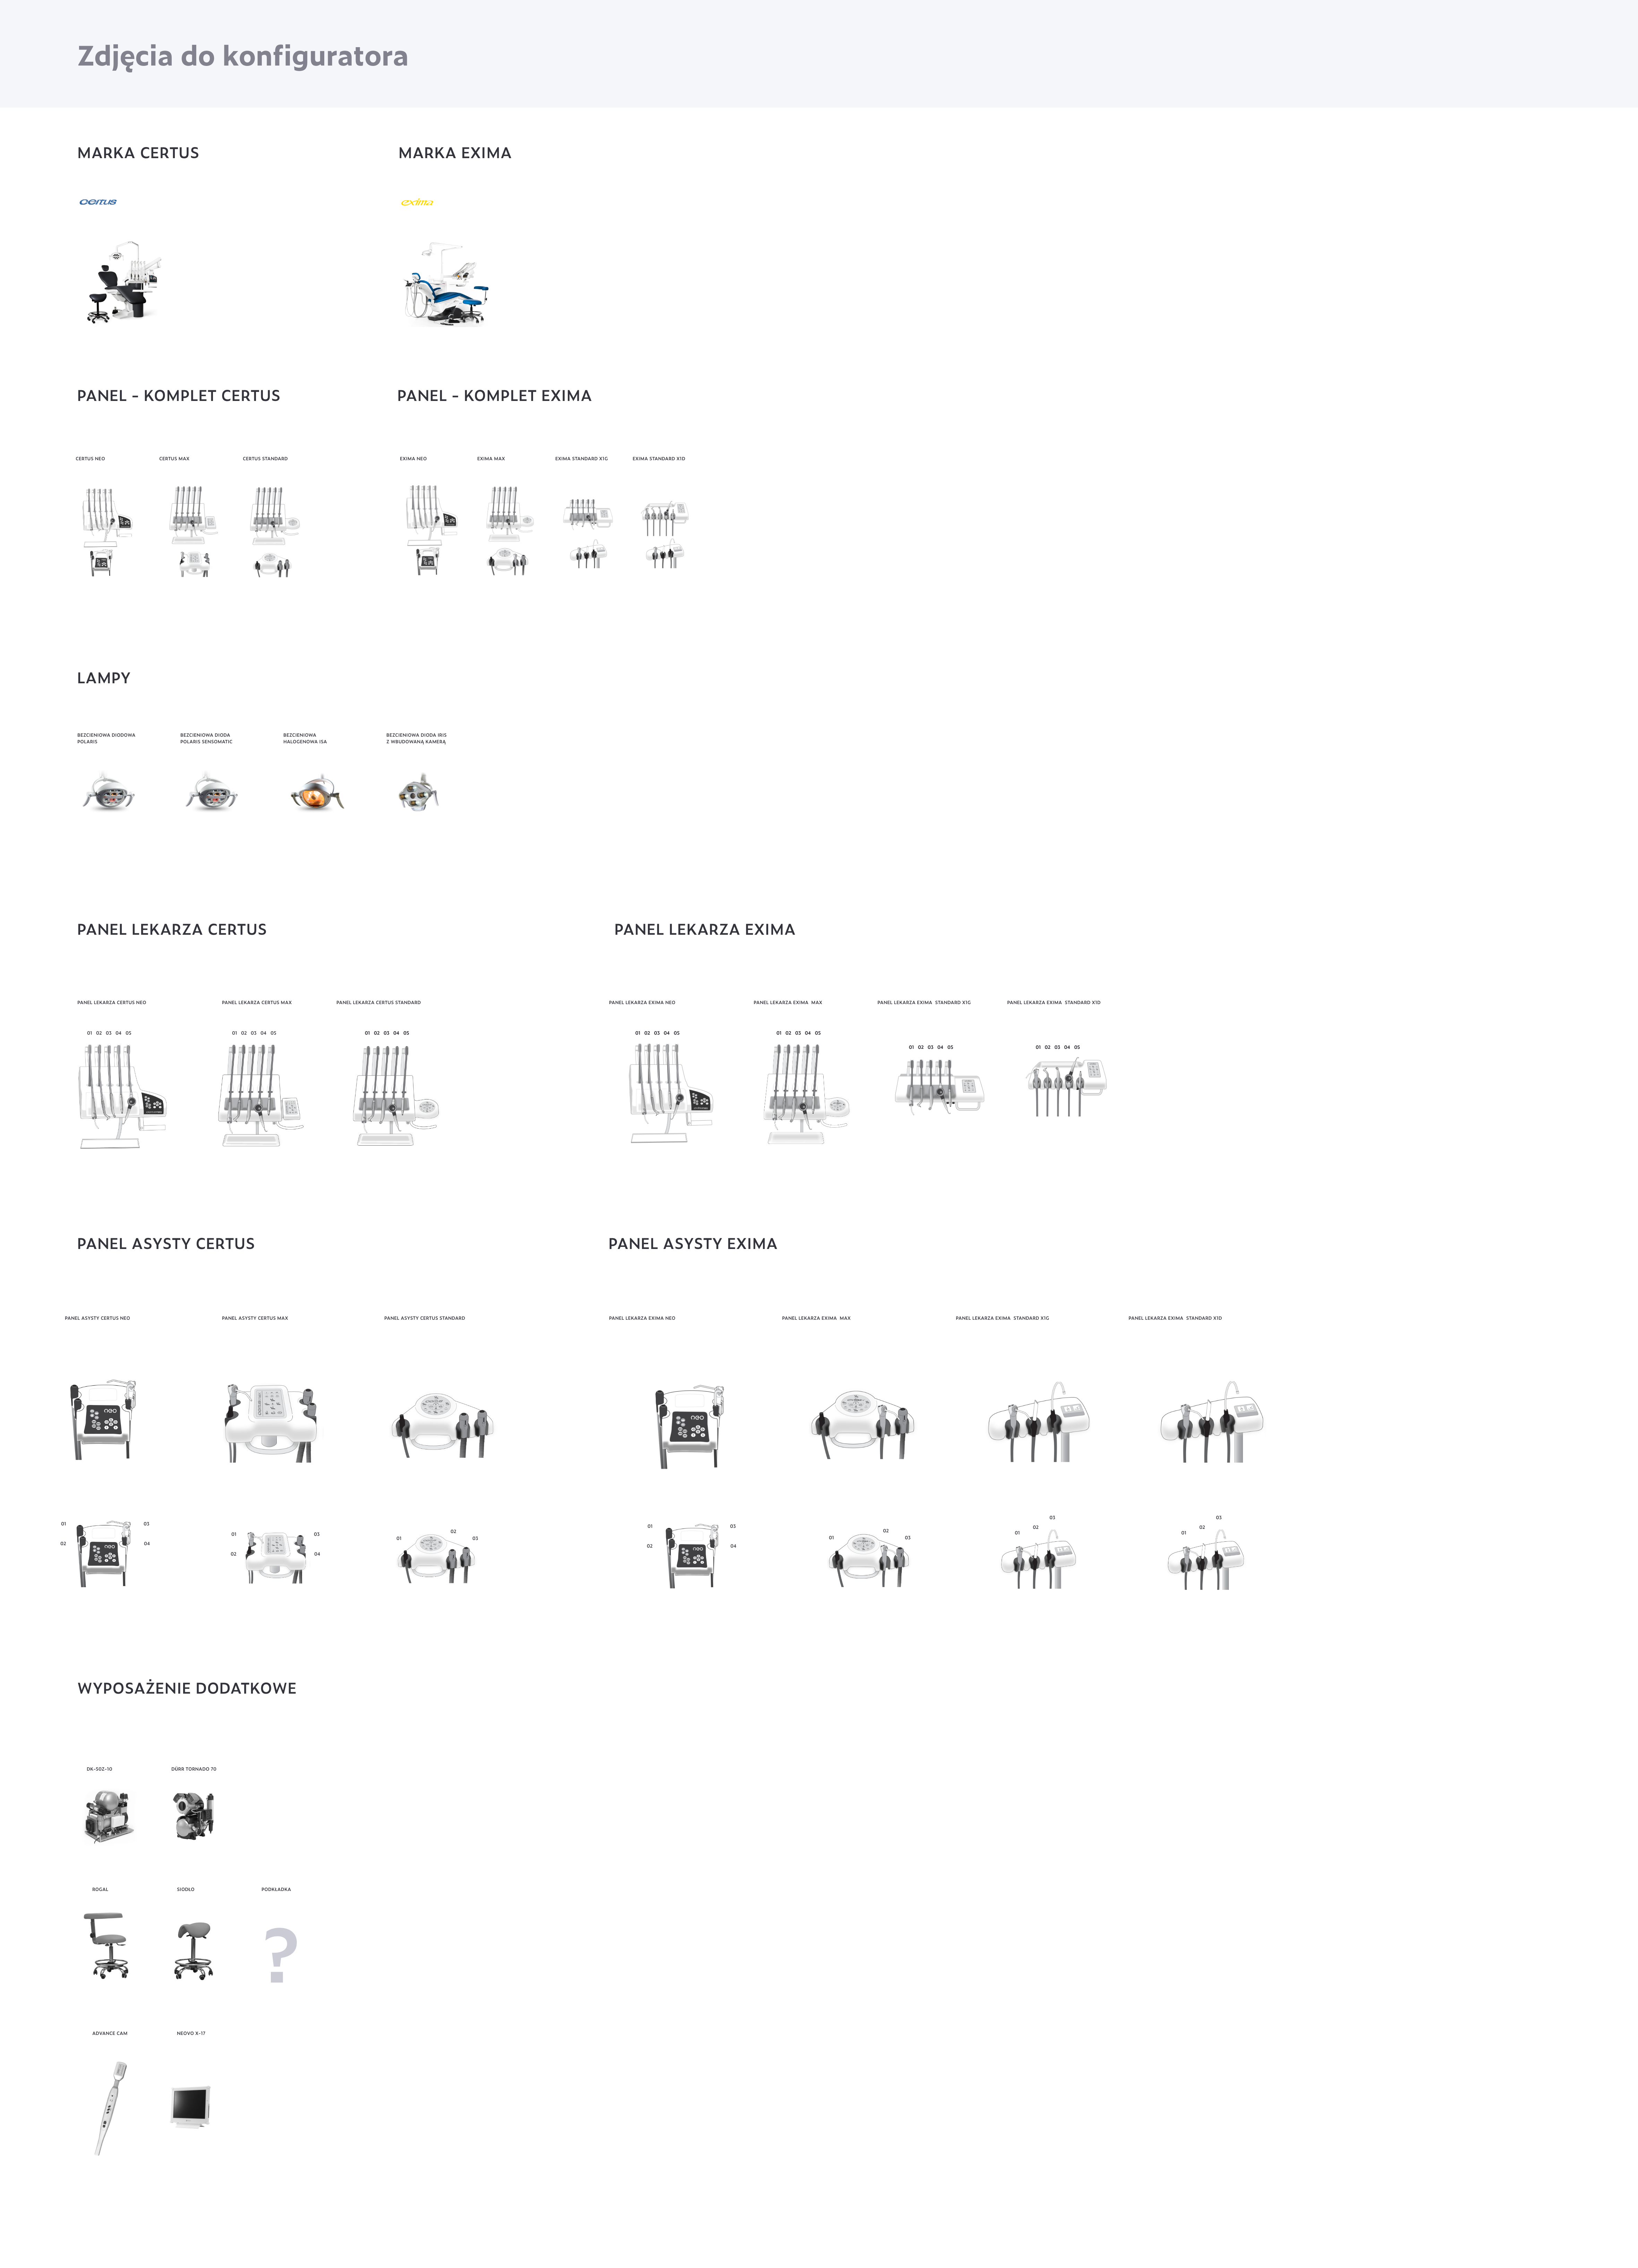 Zdjęcia do konfiguratora
MARKA CERTUS
MARKA EXIMA
certus
exima
PANEL - KOMPLET CERTUS
PANEL - KOMPLET EXIMA
CERTUS NEO
CERTUS MAX
CERTUS STANDARD
EXIMA NEO
EXIMA MAX
EXIMA STANDARD X1G
EXIMA STANDARD X1D
LAMPY
BEZCIENIOWA DIODOWA
POLARIS
BEZCIENIOWA DIODA
POLARIS SENSOMATIC
BEZCIENIOWA
HALOGENOWA ISA
BEZCIENIOWA DIODA IRIS
Z WBUDOWANĄ KAMERĄ
PANEL LEKARZA CERTUS
PANEL LEKARZA EXIMA
PANEL LEKARZA CERTUS NEO
PANEL LEKARZA CERTUS MAX
PANEL LEKARZA CERTUS STANDARD
PANEL LEKARZA EXIMA NEO
PANEL LEKARZA EXIMA MAX
PANEL LEKARZA EXIMA STANDARD X1G
PANEL LEKARZA EXIMA STANDARD X1D
01 02 03 04 05
01 02 03 04 05
01 02 03 04 05
01 02 03 04 05
01 02 03 04 05
01 02 03 04 05
01 02 03 04 05
PANEL ASYSTY CERTUS
PANEL ASYSTY EXIMA
PANEL ASYSTY CERTUS NEO
PANEL ASYSTY CERTUS MAX
PANEL ASYSTY CERTUS STANDARD
PANEL LEKARZA EXIMA NEO
PANEL LEKARZA EXIMA MAX
PANEL LEKARZA EXIMA STANDARD X1G
PANEL LEKARZA EXIMA STANDARD X1D
neo
neo
01 03
02 04
neo
01 03
02 04
01 02 03
01 03
02 04
neo
01 02 03
01 02 03
01 02 03
WYPOSAŻENIE DODATKOWE
DK-50Z-10
DÜRR TORNADO 70
ROGAL
SIODŁO
PODKŁADKA
?
ADVANCE CAM
NEOVO X-17